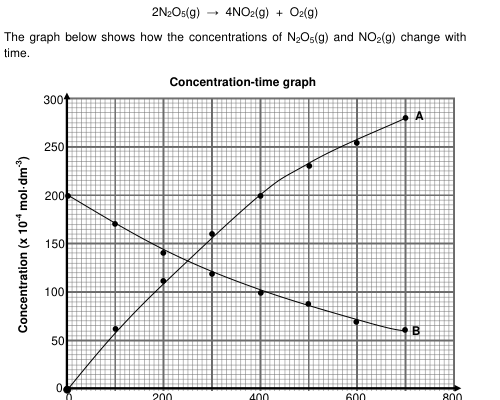 2N₂O₅(g) → 4NO₂(g) + O₂(g)
The graph below shows how the concentrations of N₂O₅(g) and NO₂(g) change with
time.
Concentration-time graph
Concentration (x 10⁻⁴ mol·dm⁻³)
300
A
250
200
150
100
50
B
0
0 200 400 600 800